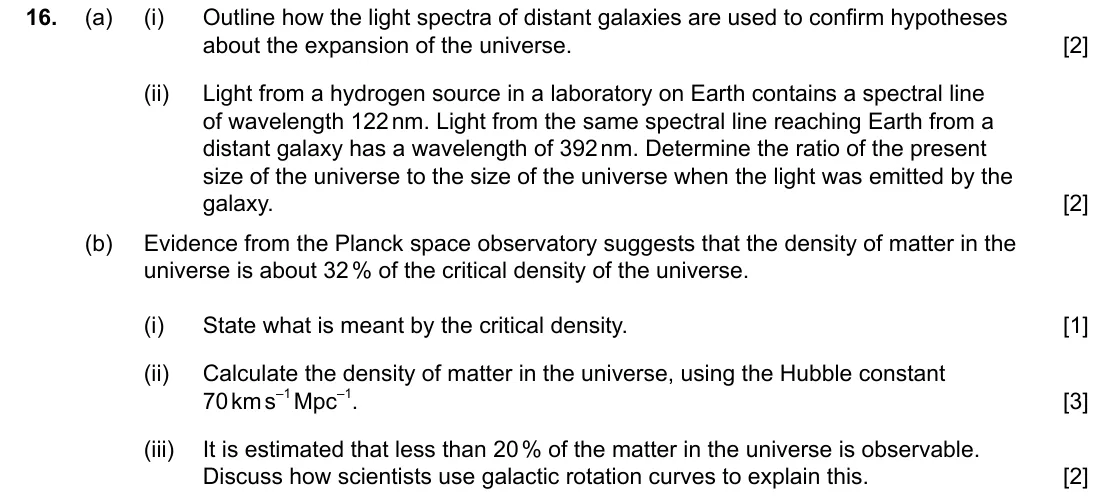 16. (a) (i) Outline how the light spectra of distant galaxies are used to confirm hypotheses
about the expansion of the universe. [2]
(ii) Light from a hydrogen source in a laboratory on Earth contains a spectral line
of wavelength 122 nm. Light from the same spectral line reaching Earth from a
distant galaxy has a wavelength of 392 nm. Determine the ratio of the present
size of the universe to the size of the universe when the light was emitted by the
galaxy. [2]
(b) Evidence from the Planck space observatory suggests that the density of matter in the
universe is about 32 % of the critical density of the universe.
(i) State what is meant by the critical density. [1]
(ii) Calculate the density of matter in the universe, using the Hubble constant
70 km s⁻¹ Mpc⁻¹. [3]
(iii) It is estimated that less than 20 % of the matter in the universe is observable.
Discuss how scientists use galactic rotation curves to explain this. [2]